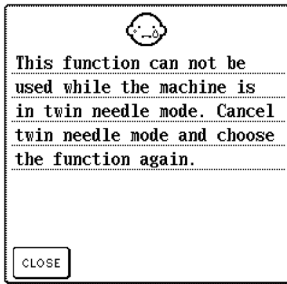 This function can not be
used while the machine is
in twin needle mode. Cancel
twin needle mode and choose
the function again.
CLOSE